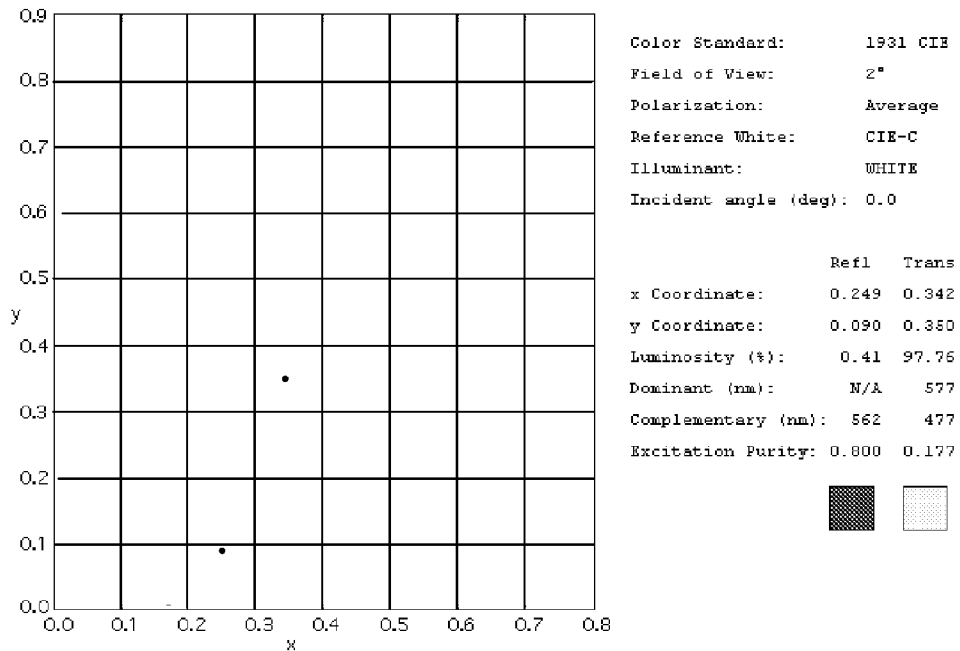 0.9
0.8
0.7
0.6
0.5
y
0.4
0.3
0.2
0.1
0.0
0.0 0.1 0.2 0.3 0.4 0.5 0.6 0.7 0.8
x
Color Standard: 1931 CIE
Field of View: 2°
Polarization: Average
Reference White: CIE-C
Illuminant: WHITE
Incident angle (deg): 0.0
Refl Trans
x Coordinate: 0.249 0.342
y Coordinate: 0.090 0.350
Luminosity (%): 0.41 97.76
Dominant (nm): N/A 577
Complementary (nm): 562 477
Excitation Purity: 0.800 0.177